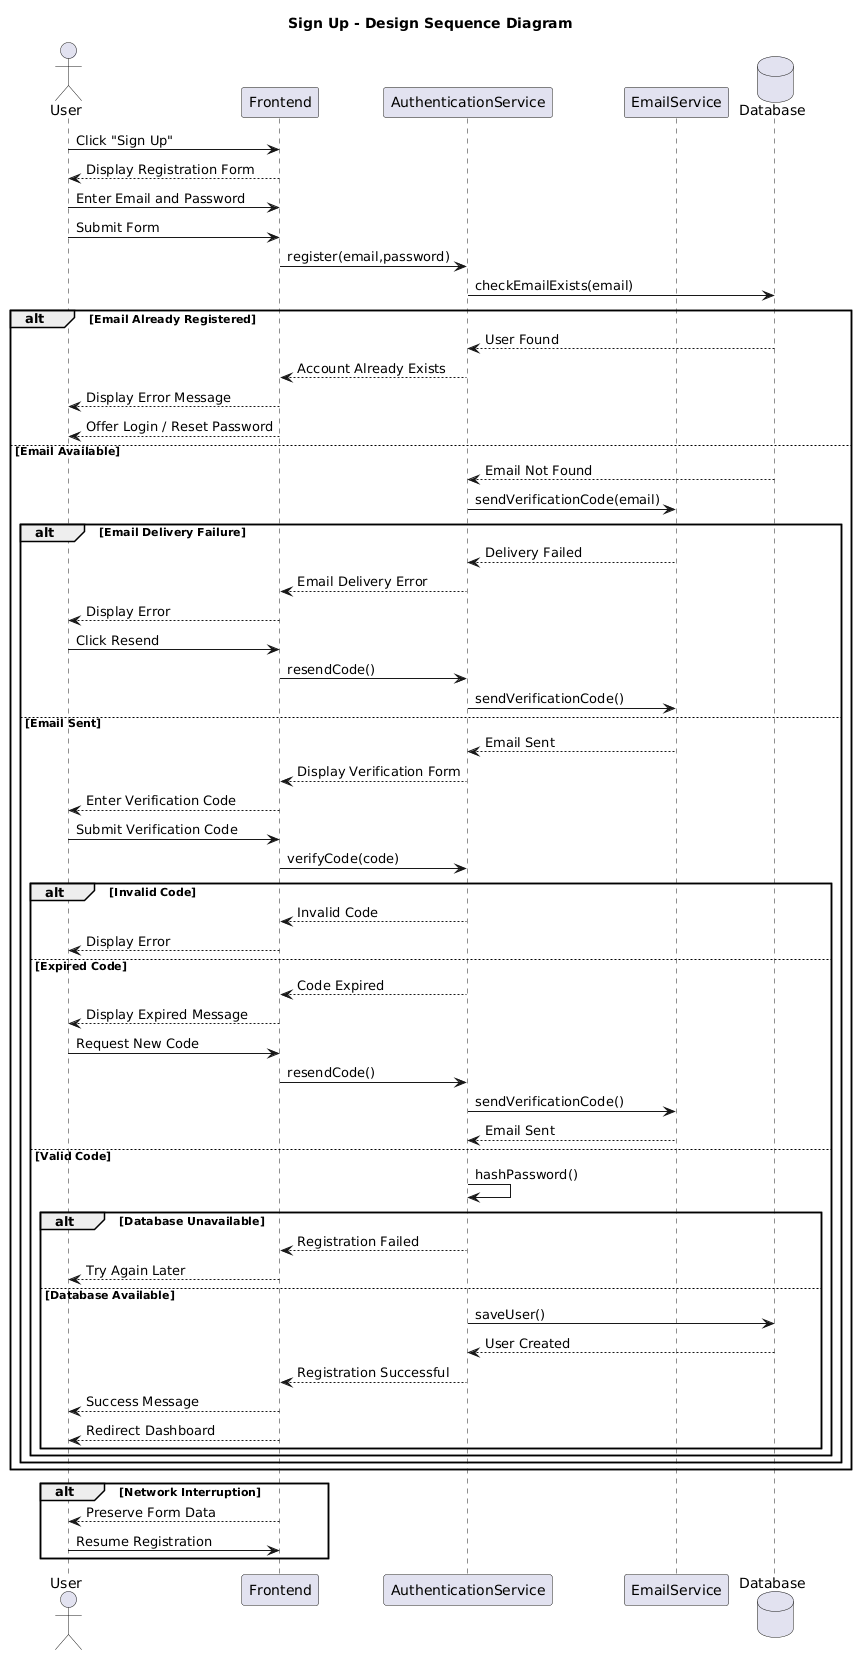 Sign Up - Design Sequence Diagram
User
Frontend
AuthenticationService
EmailService
Database
Click "Sign Up"
Display Registration Form
Enter Email and Password
Submit Form
register(email,password)
checkEmailExists(email)
alt [Email Already Registered]
User Found
Account Already Exists
Display Error Message
Offer Login / Reset Password
[Email Available]
Email Not Found
sendVerificationCode(email)
alt [Email Delivery Failure]
Delivery Failed
Email Delivery Error
Display Error
Click Resend
resendCode()
sendVerificationCode()
[Email Sent]
Email Sent
Display Verification Form
Enter Verification Code
Submit Verification Code
verifyCode(code)
alt [Invalid Code]
Invalid Code
Display Error
[Expired Code]
Code Expired
Display Expired Message
Request New Code
resendCode()
sendVerificationCode()
Email Sent
[Valid Code]
hashPassword()
alt [Database Unavailable]
Registration Failed
Try Again Later
[Database Available]
saveUser()
User Created
Registration Successful
Success Message
Redirect Dashboard
alt [Network Interruption]
Preserve Form Data
Resume Registration
User
Frontend
AuthenticationService
EmailService
Database